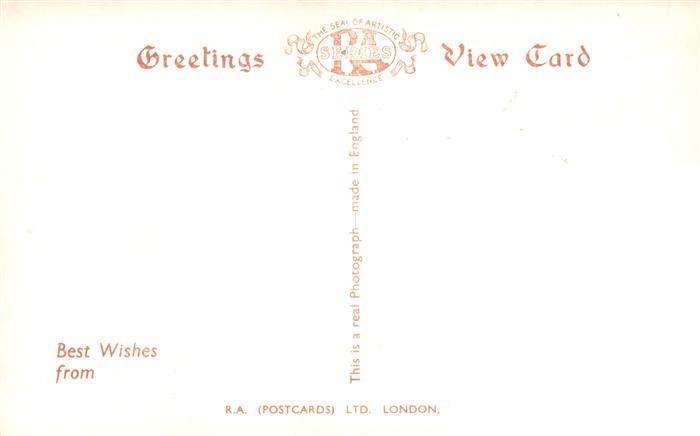 Greetings
THE SEAL OF ARTISTIC
RA
SERIES
EXCELLENCE
View Card
This is a real Photograph—made in England
Best Wishes
from
R.A. (POSTCARDS) LTD. LONDON,